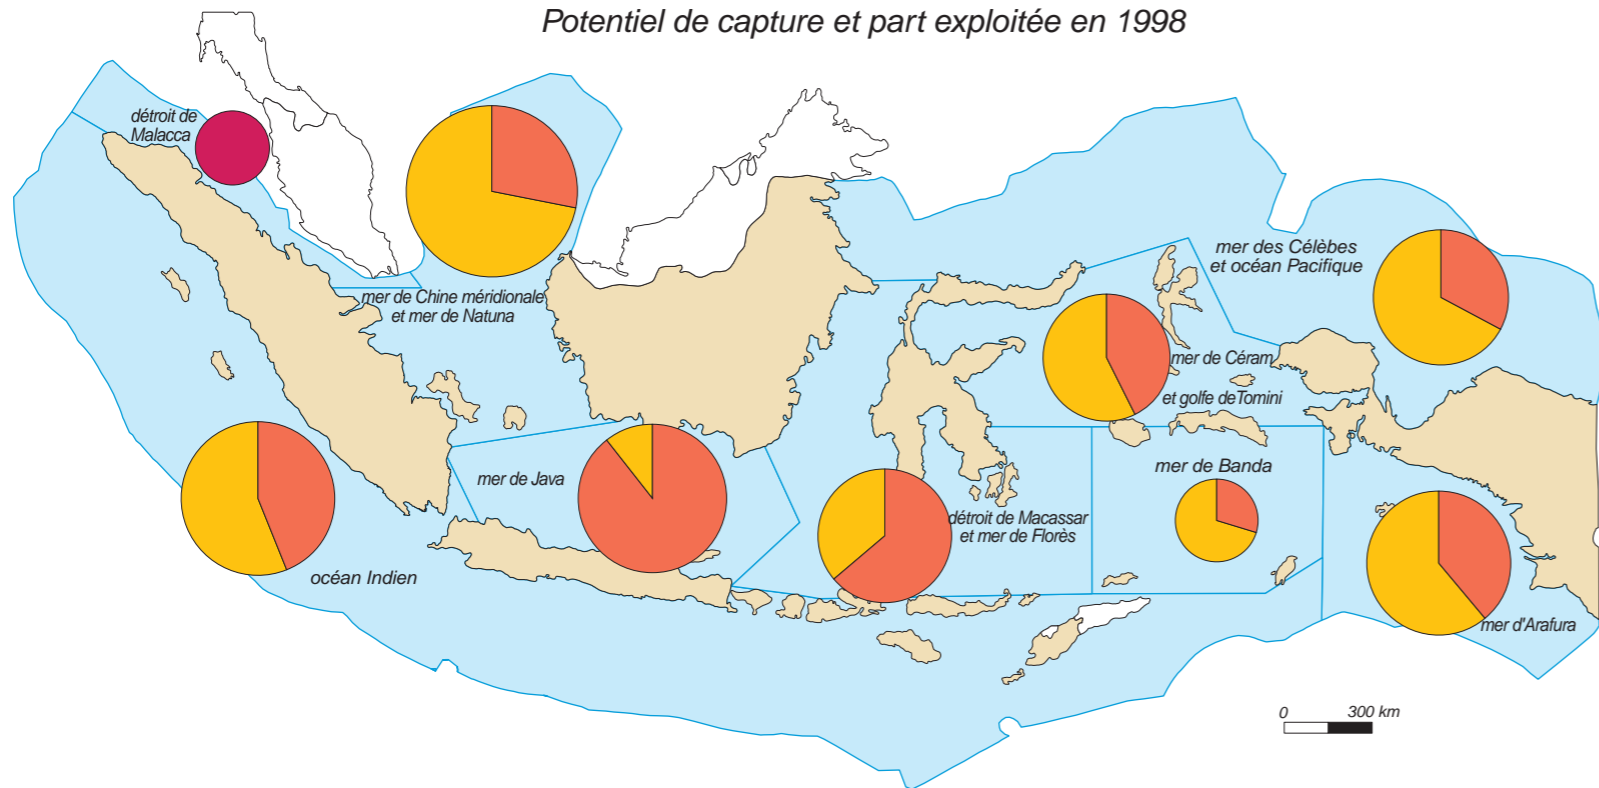 Potentiel de capture et part exploitée en 1998
détroit de
Malacca
mer de Chine méridionale
et mer de Natuna
mer des Célèbes
et océan Pacifique
mer de Céram
et golfe de Tomini
mer de Java
mer de Banda
détroit de Macassar
et mer de Florès
océan Indien
mer d'Arafura
0 300 km